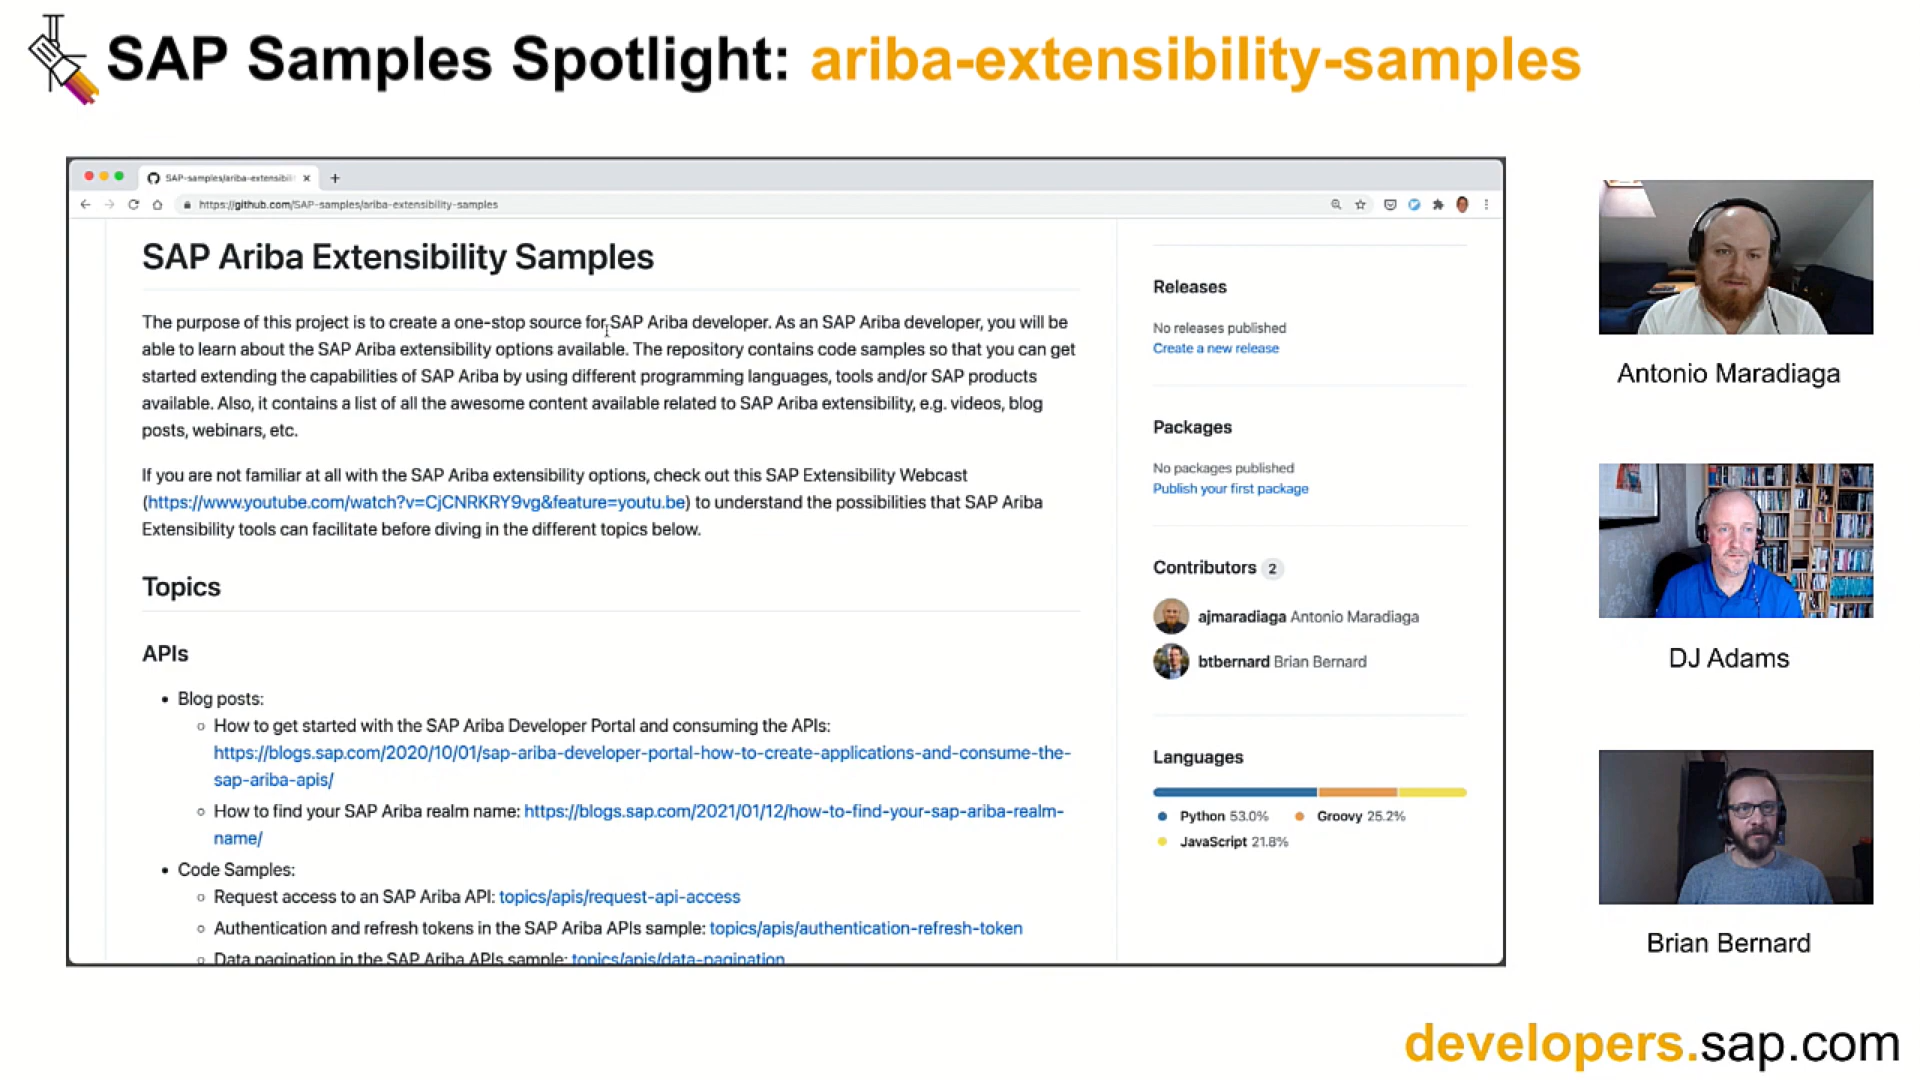 SAP Samples Spotlight: ariba-extensibility-samples
SAP-samples/ariba-extensibili
https://github.com/SAP-samples/ariba-extensibility-samples
SAP Ariba Extensibility Samples
The purpose of this project is to create a one-stop source for SAP Ariba developer. As an SAP Ariba developer, you will be
able to learn about the SAP Ariba extensibility options available. The repository contains code samples so that you can get
started extending the capabilities of SAP Ariba by using different programming languages, tools and/or SAP products
available. Also, it contains a list of all the awesome content available related to SAP Ariba extensibility, e.g. videos, blog
posts, webinars, etc.
If you are not familiar at all with the SAP Ariba extensibility options, check out this SAP Extensibility Webcast
(https://www.youtube.com/watch?v=CjCNRKRY9vg&feature=youtu.be) to understand the possibilities that SAP Ariba
Extensibility tools can facilitate before diving in the different topics below.
Topics
APIs
• Blog posts:
○ How to get started with the SAP Ariba Developer Portal and consuming the APIs:
https://blogs.sap.com/2020/10/01/sap-ariba-developer-portal-how-to-create-applications-and-consume-the-
sap-ariba-apis/
○ How to find your SAP Ariba realm name: https://blogs.sap.com/2021/01/12/how-to-find-your-sap-ariba-realm-
name/
• Code Samples:
○ Request access to an SAP Ariba API: topics/apis/request-api-access
○ Authentication and refresh tokens in the SAP Ariba APIs sample: topics/apis/authentication-refresh-token
○ Data pagination in the SAP Ariba APIs sample: topics/apis/data-pagination
Releases
No releases published
Create a new release
Packages
No packages published
Publish your first package
Contributors 2
ajmaradiaga Antonio Maradiaga
btbernard Brian Bernard
Languages
Python 53.0% Groovy 25.2%
JavaScript 21.8%
Antonio Maradiaga
DJ Adams
Brian Bernard
developers.sap.com